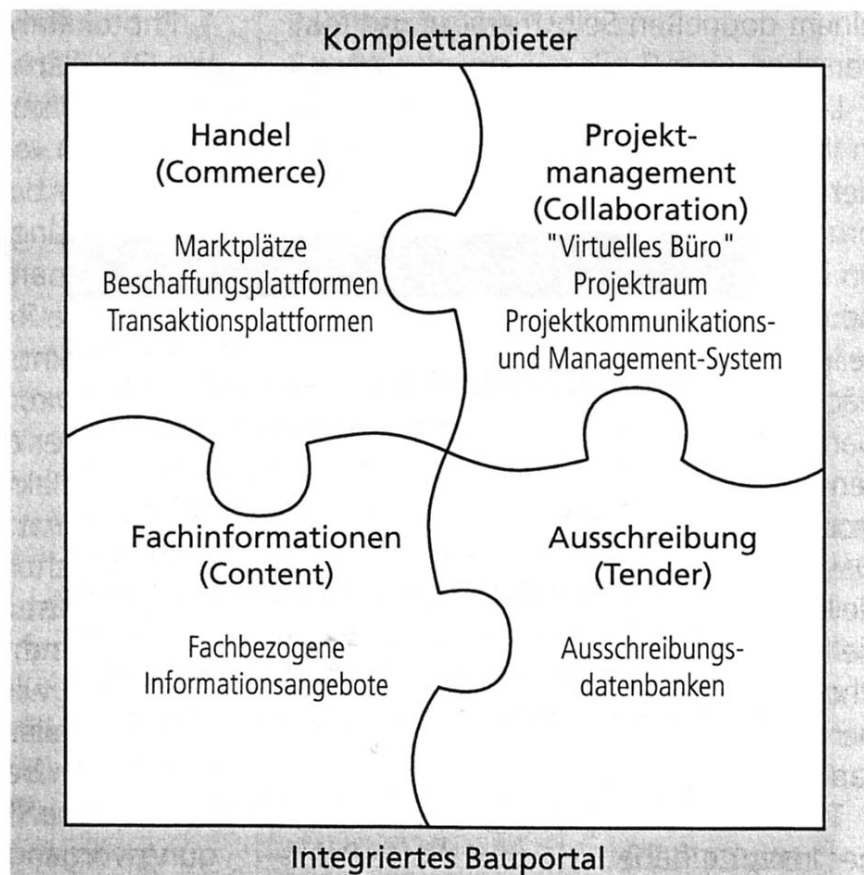 Komplettanbieter
Handel
(Commerce)
Marktplätze
Beschaffungsplattformen
Transaktionsplattformen
Projekt-
management
(Collaboration)
"Virtuelles Büro"
Projektraum
Projektkommunikations-
und Management-System
Fachinformationen
(Content)
Fachbezogene
Informationsangebote
Ausschreibung
(Tender)
Ausschreibungs-
datenbanken
Integriertes Bauportal